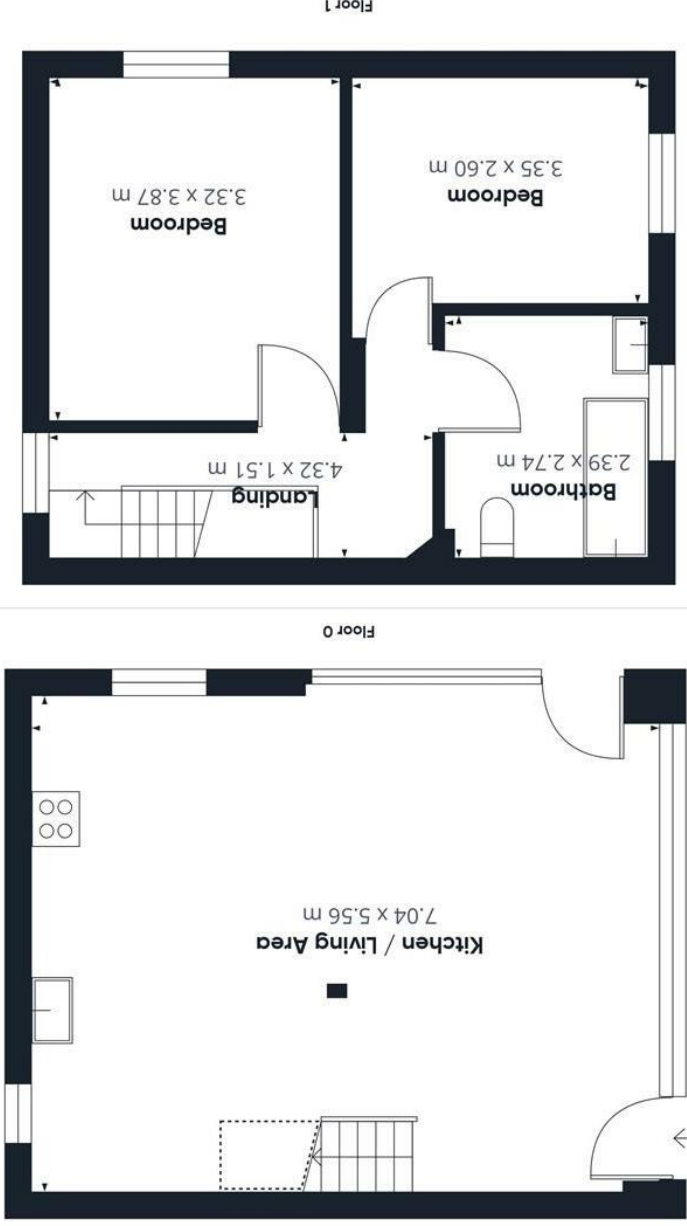 Kitchen / Living Area
7.04 x 5.56 m
Floor 0
Bathroom
2.39 x 2.74 m
Landing
4.32 x 1.51 m
Bedroom
3.35 x 2.60 m
Bedroom
3.32 x 3.87 m
Floor 1